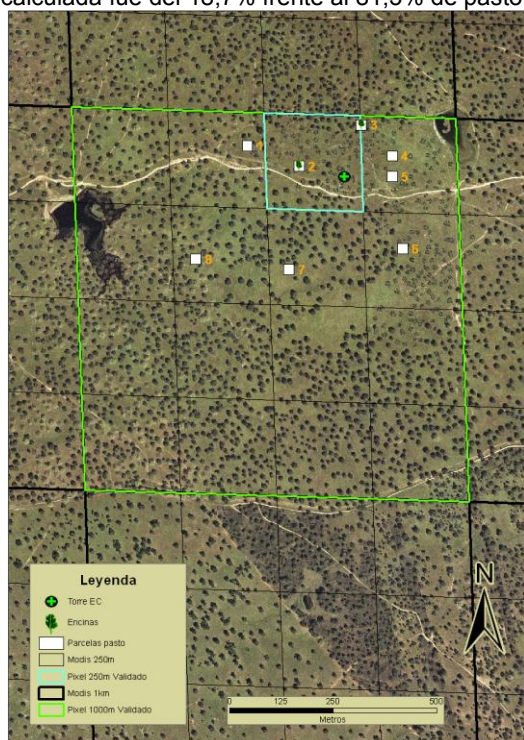 calculada fue del 18,7% frente al 81,3% de pasto
3
1
4
2
5
6
8
7
N
Leyenda
Torre EC
Encinas
Parcelas pasto
Modis 250m
Pixel 250m Validado
Modis 1km
Pixel 1000m Validado
0 125 250 500
Metros